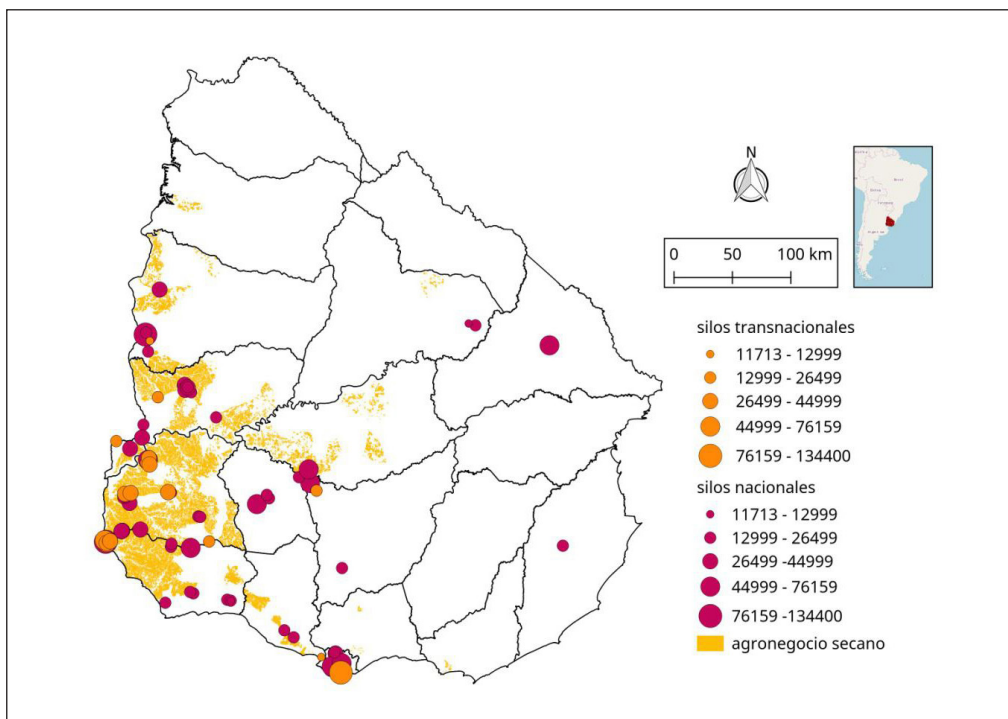 N
0 50 100 km
silos transnacionales
11713 - 12999
12999 - 26499
26499 - 44999
44999 - 76159
76159 - 134400
silos nacionales
11713 - 12999
12999 - 26499
26499 -44999
44999 - 76159
76159 -134400
agronegocio secano